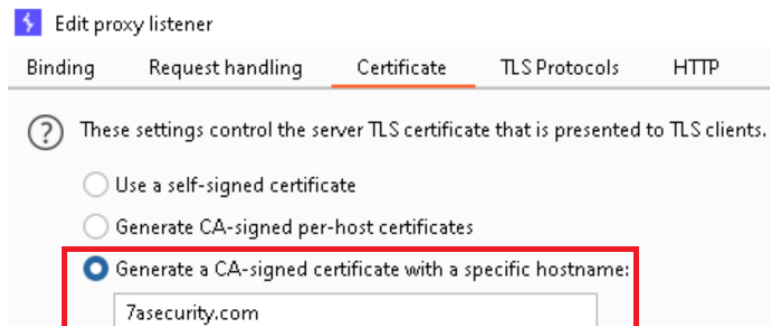 Edit proxy listener
Binding Request handling Certificate TLS Protocols HTTP
? These settings control the server TLS certificate that is presented to TLS clients.
Use a self-signed certificate
Generate CA-signed per-host certificates
Generate a CA-signed certificate with a specific hostname:
7asecurity.com